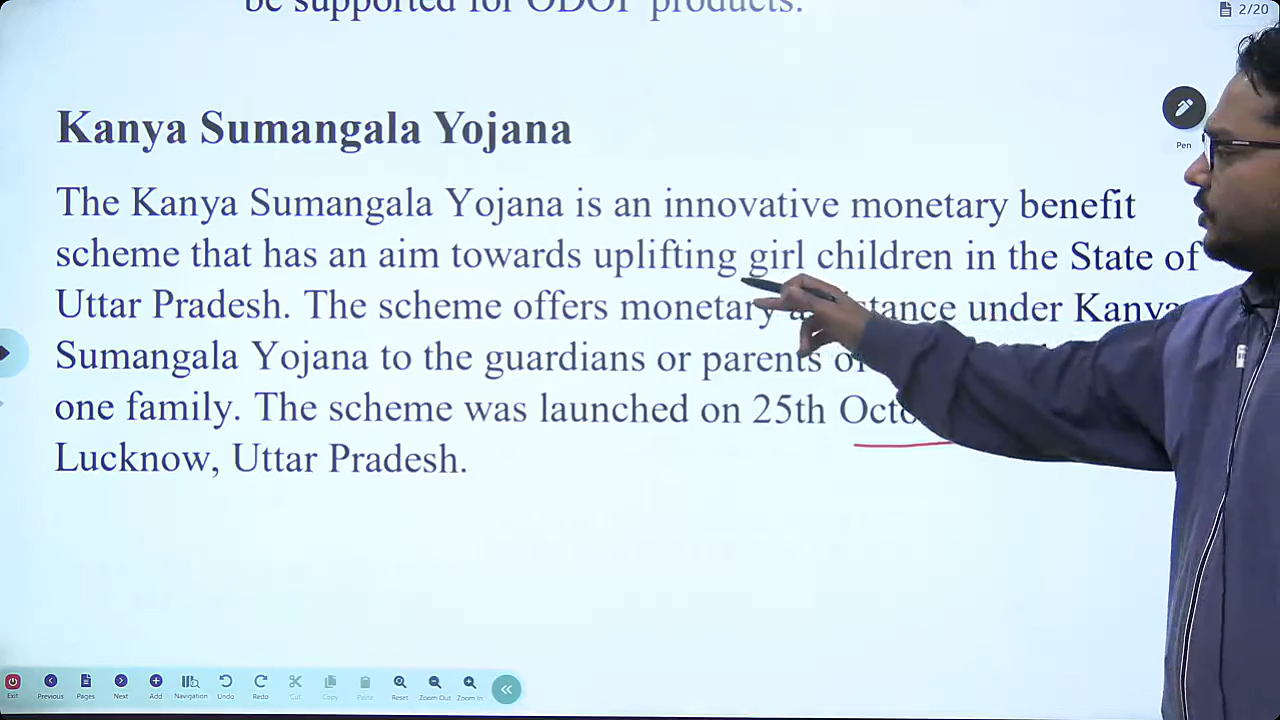 be supported for ODOP products.
2/20
Kanya Sumangala Yojana
Pen
The Kanya Sumangala Yojana is an innovative monetary benefit
scheme that has an aim towards uplifting girl children in the State of
Uttar Pradesh. The scheme offers monetary under Kanya
Sumangala Yojana to the guardians or parents
one family. The scheme was launched on 25th
Lucknow, Uttar Pradesh.
Exit Previous Pages Next Add Navigation Undo Redo Cut Copy Paste Reset Zoom Out Zoom In